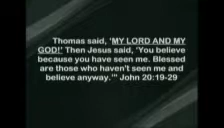 Thomas said, ‘MY LORD AND MY
GOD!’ Then Jesus said, ‘You believe
because you have seen me. Blessed
are those who haven't seen me and
believe anyway.’” John 20:19-29